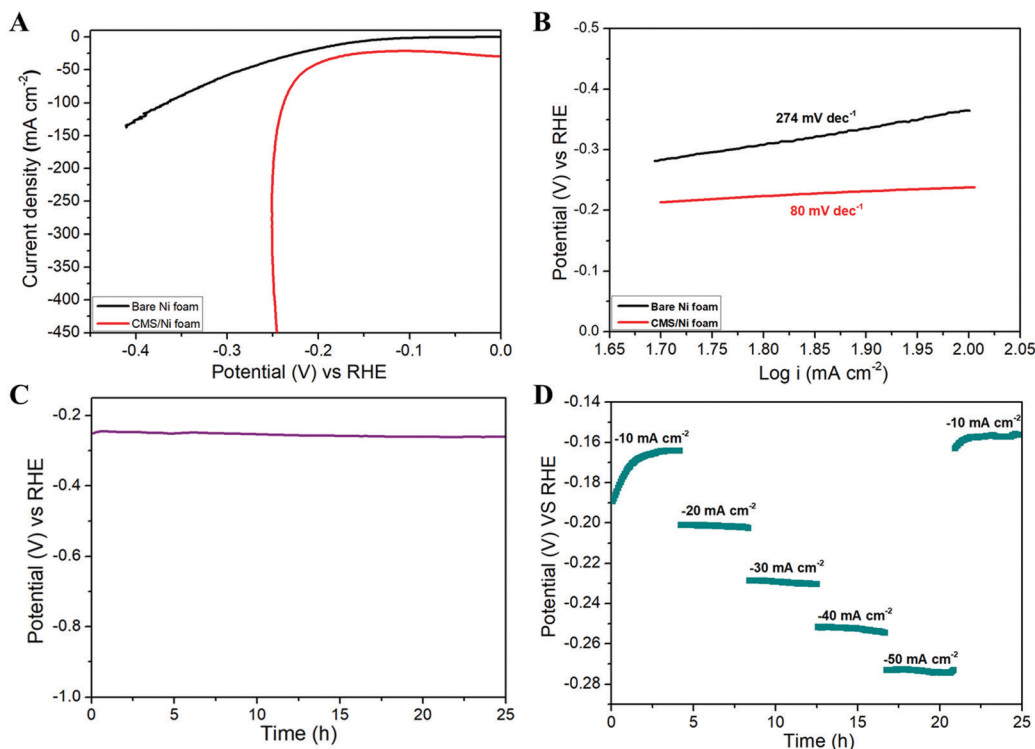 A
Current density (mA cm⁻²)
0
-50
-100
-150
-200
-250
-300
-350
-400
-450
Bare Ni foam
CMS/Ni foam
-0.4
-0.3
-0.2
-0.1
0.0
Potential (V) vs RHE
B
Potential (V) vs RHE
-0.5
-0.4
-0.3
-0.2
-0.1
0.0
274 mV dec⁻¹
80 mV dec⁻¹
Bare Ni foam
CMS/Ni foam
1.65
1.70
1.75
1.80
1.85
1.90
1.95
2.00
2.05
Log i (mA cm⁻²)
C
Potential (V) vs RHE
-0.2
-0.4
-0.6
-0.8
-1.0
0
5
10
15
20
25
Time (h)
D
Potential (V) VS RHE
-0.14
-0.16
-0.18
-0.20
-0.22
-0.24
-0.26
-0.28
-10 mA cm⁻²
-20 mA cm⁻²
-30 mA cm⁻²
-40 mA cm⁻²
-50 mA cm⁻²
-10 mA cm⁻²
0
5
10
15
20
25
Time (h)